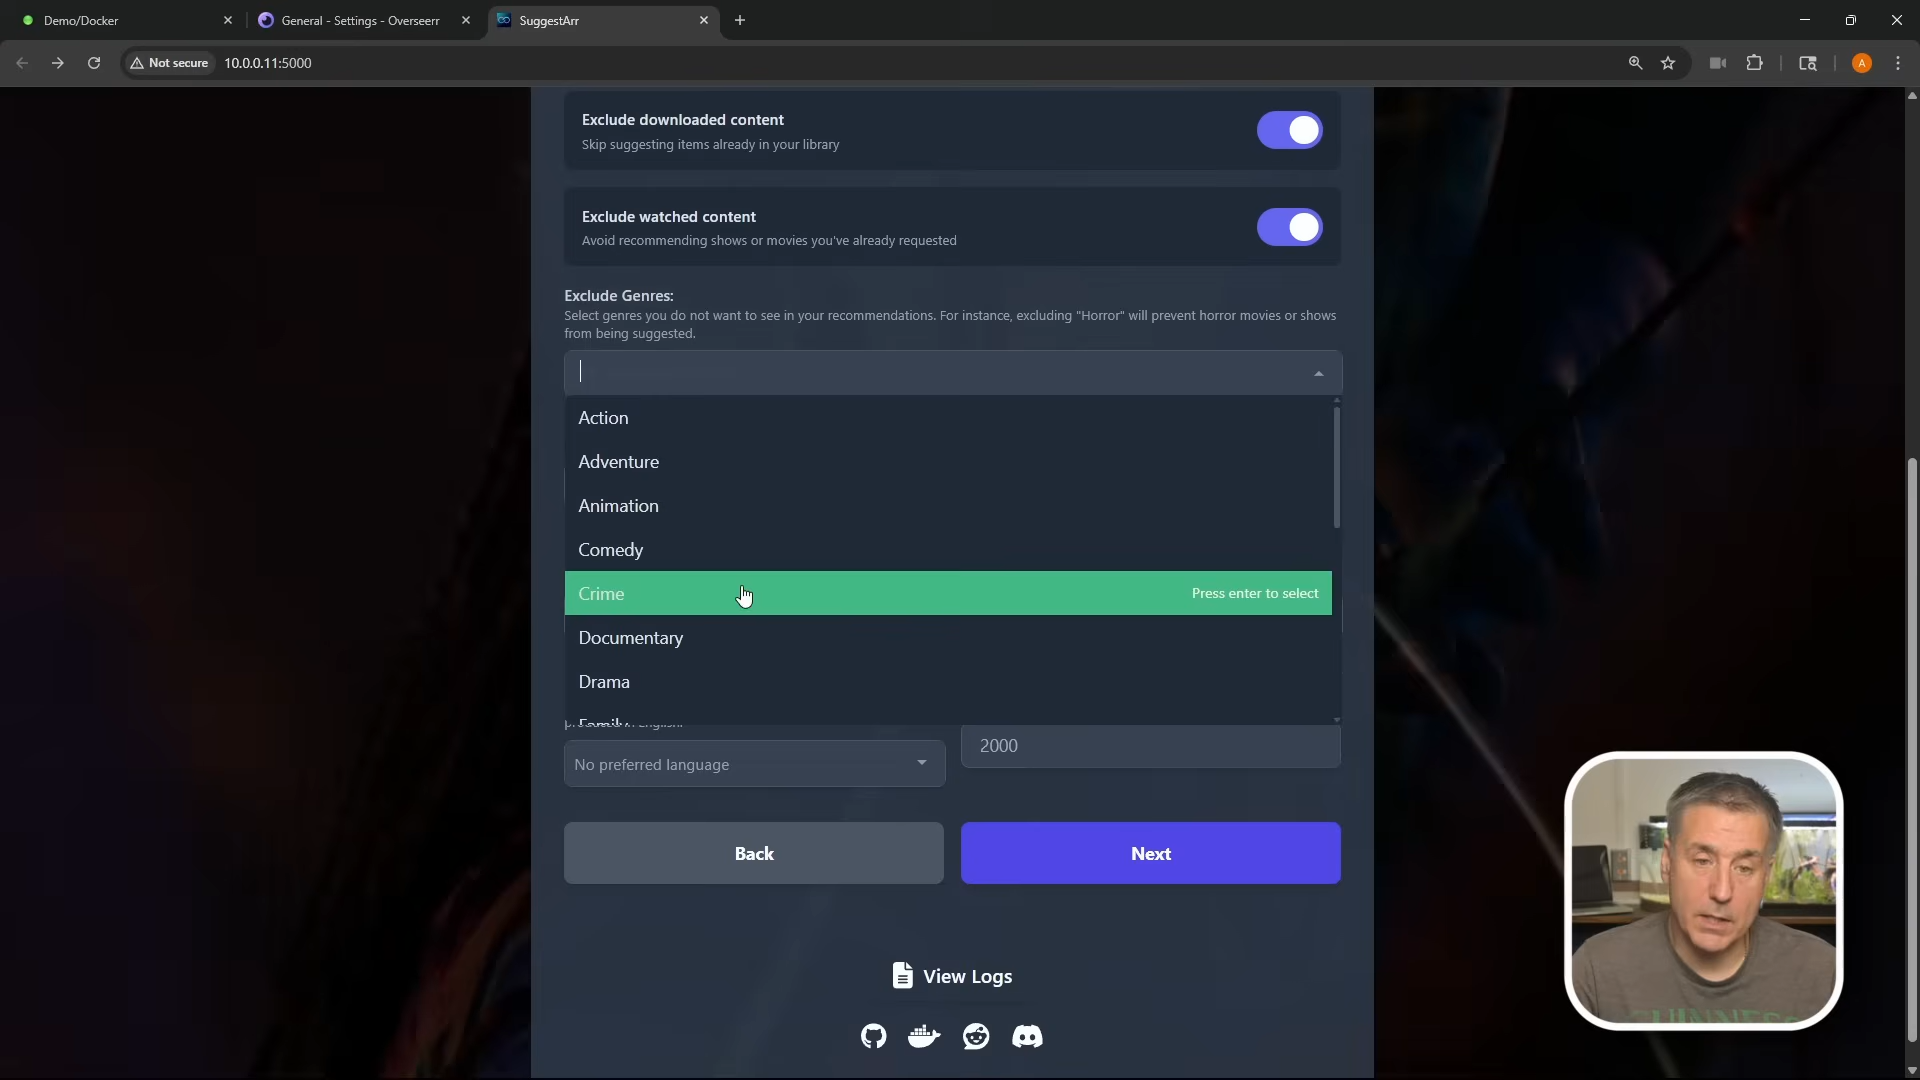 Demo/Docker
General - Settings - Overseerr
SuggestArr
Not secure
10.0.0.11:5000
A
Exclude downloaded content
Skip suggesting items already in your library
Exclude watched content
Avoid recommending shows or movies you've already requested
Exclude Genres:
Select genres you do not want to see in your recommendations. For instance, excluding "Horror" will prevent horror movies or shows
from being suggested.
Action
Adventure
Animation
Comedy
Crime
Press enter to select
Documentary
Drama
Family
No preferred language
2000
Back
Next
View Logs